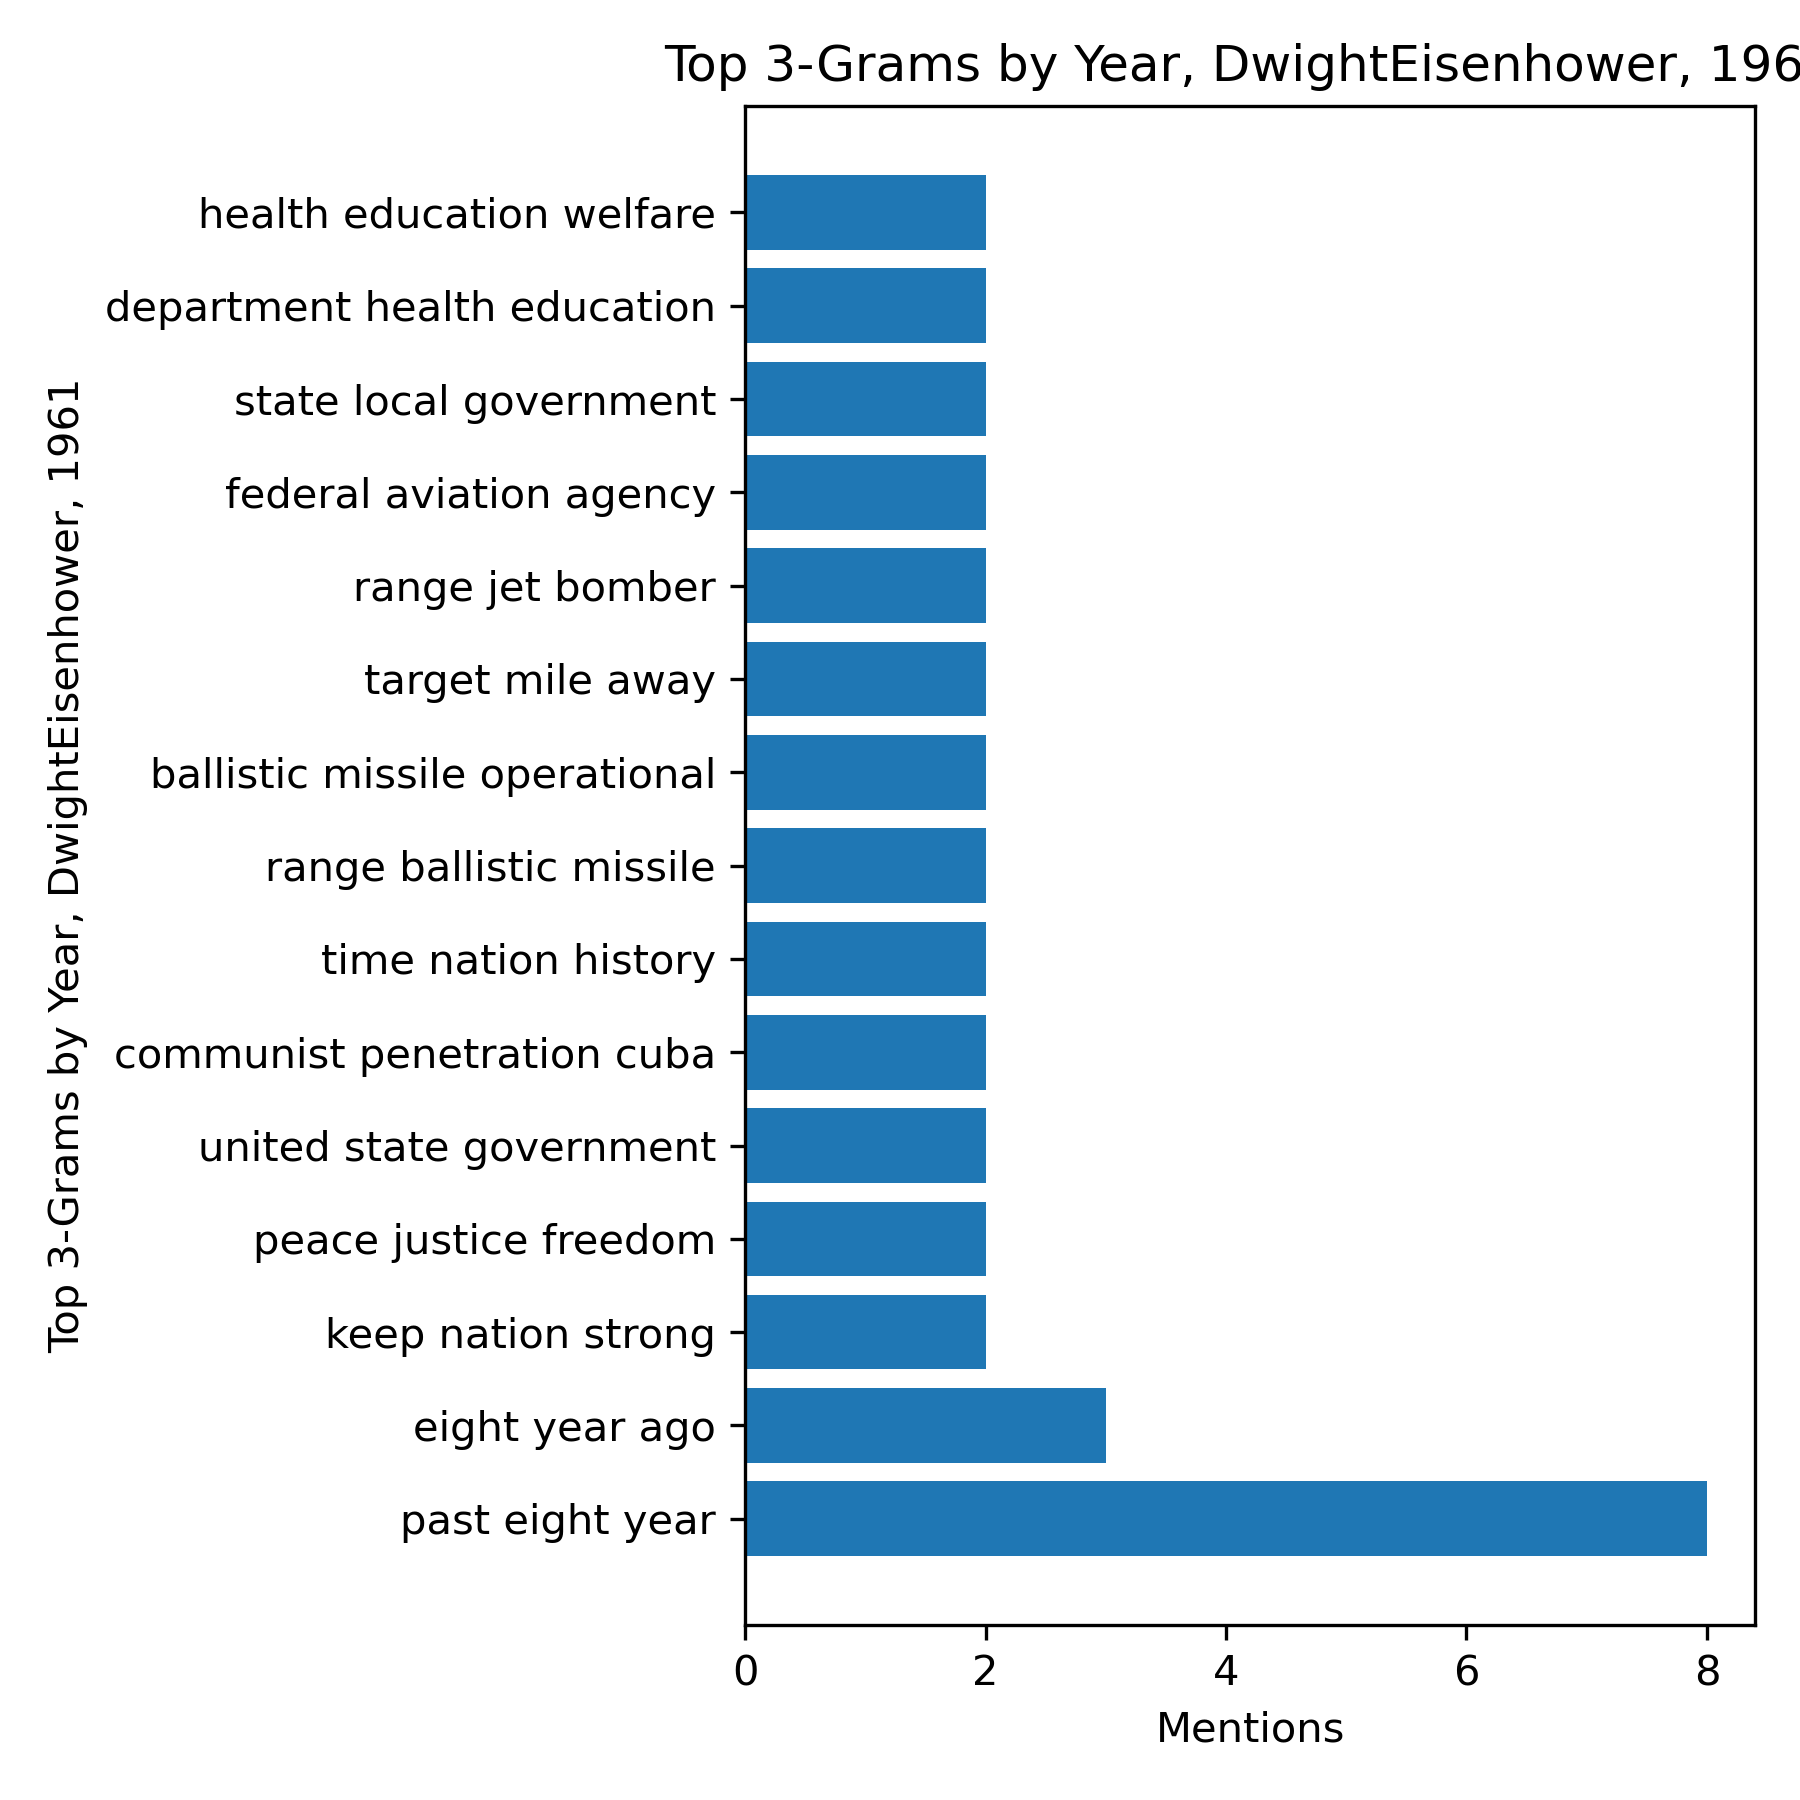 Top 3-Grams by Year, DwightEisenhower, 196
health education welfare
department health education
state local government
federal aviation agency
range jet bomber
target mile away
ballistic missile operational
range ballistic missile
time nation history
communist penetration cuba
united state government
peace justice freedom
keep nation strong
eight year ago
past eight year
Top 3-Grams by Year, DwightEisenhower, 1961
0 2 4 6 8
Mentions